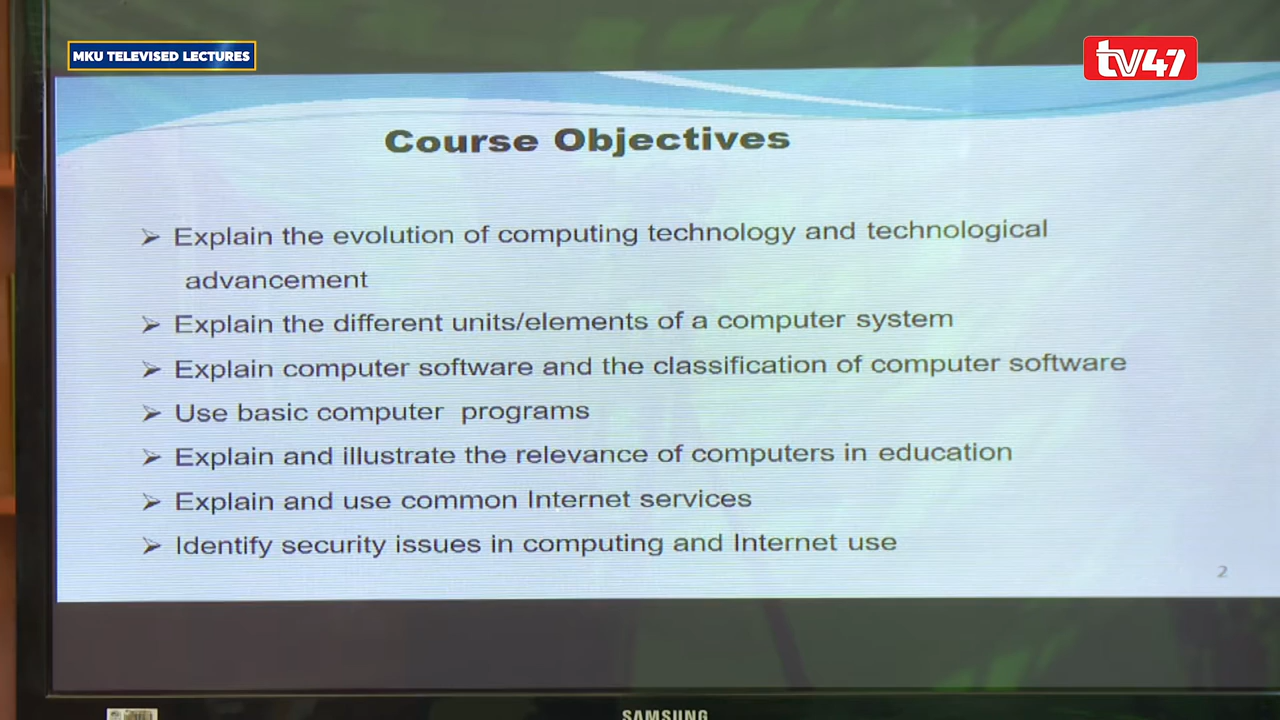 MKU TELEVISED LECTURES
tv47
Course Objectives
➢ Explain the evolution of computing technology and technological
advancement
➢ Explain the different units/elements of a computer system
➢ Explain computer software and the classification of computer software
➢ Use basic computer  programs
➢ Explain and illustrate the relevance of computers in education
➢ Explain and use common Internet services
➢ Identify security issues in computing and Internet use
2
SAMSUNG